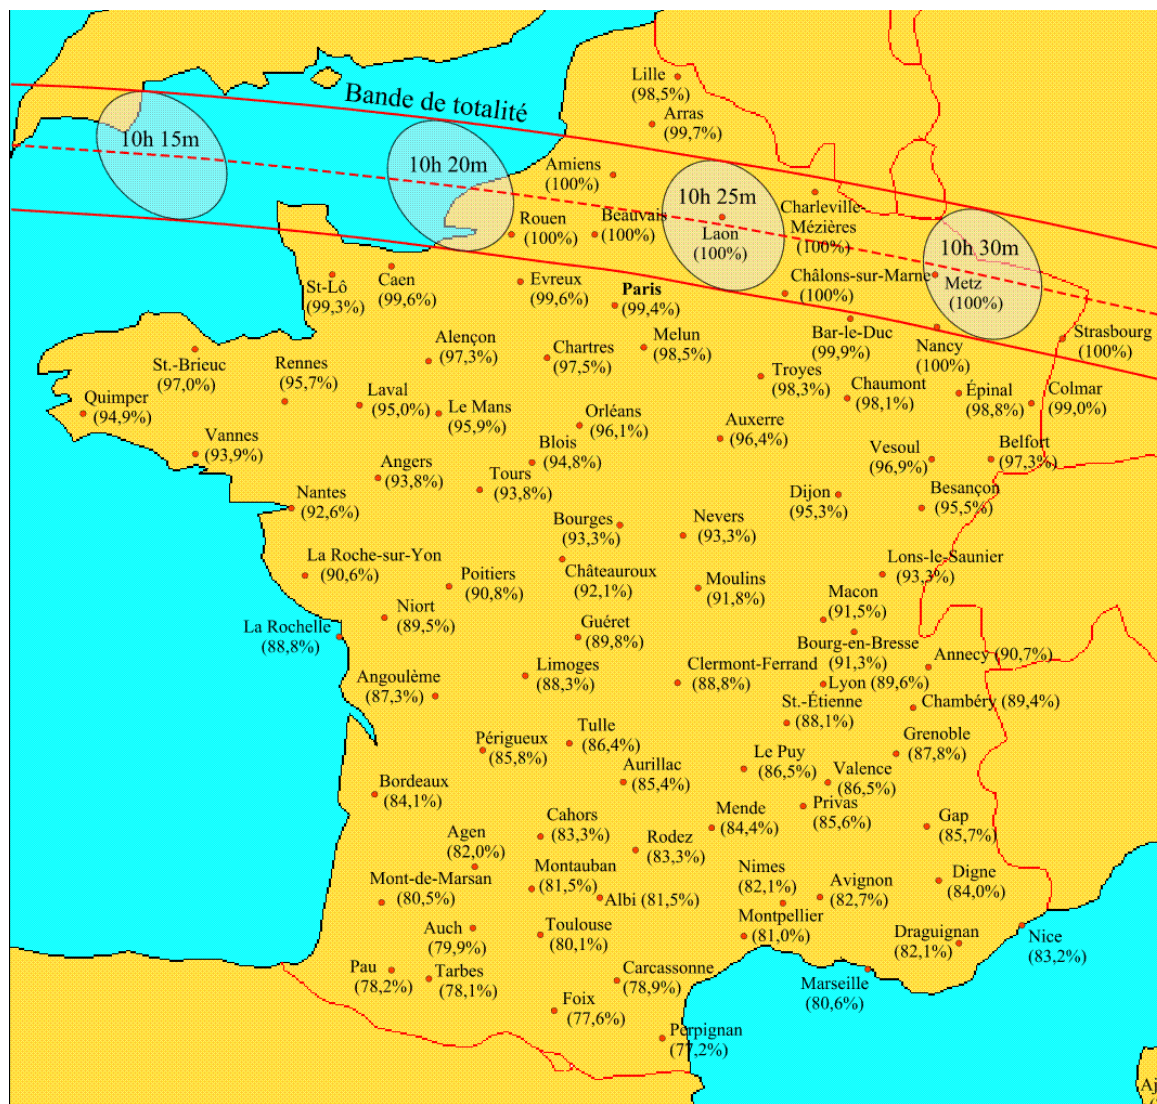 Lille
(98,5%)
Bande de totalité
Arras
(99,7%)
10h 15m
10h 20m
Amiens
(100%)
10h 25m
Charleville-
Mézières
(100%)
Rouen
(100%)
Beauvais
(100%)
Laon
(100%)
10h 30m
Metz
(100%)
St-Lô
(99,3%)
Caen
(99,6%)
Evreux
(99,6%)
Paris
(99,4%)
Châlons-sur-Marne
(100%)
Alençon
(97,3%)
Chartres
(97,5%)
Melun
(98,5%)
Bar-le-Duc
(99,9%)
Nancy
(100%)
Strasbourg
(100%)
St.-Brieuc
(97,0%)
Rennes
(95,7%)
Troyes
(98,3%)
Chaumont
(98,1%)
Épinal
(98,8%)
Colmar
(99,0%)
Quimper
(94,9%)
Laval
(95,0%)
Le Mans
(95,9%)
Orléans
(96,1%)
Auxerre
(96,4%)
Vannes
(93,9%)
Blois
(94,8%)
Vesoul
(96,9%)
Belfort
(97,3%)
Angers
(93,8%)
Tours
(93,8%)
Nantes
(92,6%)
Dijon
(95,3%)
Besançon
(95,5%)
Bourges
(93,3%)
Nevers
(93,3%)
La Roche-sur-Yon
(90,6%)
Poitiers
(90,8%)
Châteauroux
(92,1%)
Moulins
(91,8%)
Lons-le-Saunier
(93,3%)
Macon
(91,5%)
Niort
(89,5%)
La Rochelle
(88,8%)
Guéret
(89,8%)
Bourg-en-Bresse
(91,3%)
Annecy (90,7%)
Angoulême
(87,3%)
Limoges
(88,3%)
Clermont-Ferrand
(88,8%)
Lyon (89,6%)
St.-Étienne
(88,1%)
Chambéry (89,4%)
Périgueux
(85,8%)
Tulle
(86,4%)
Grenoble
(87,8%)
Le Puy
(86,5%)
Aurillac
(85,4%)
Valence
(86,5%)
Bordeaux
(84,1%)
Privas
(85,6%)
Mende
(84,4%)
Gap
(85,7%)
Cahors
(83,3%)
Agen
(82,0%)
Rodez
(83,3%)
Montauban
(81,5%)
Nimes
(82,1%)
Avignon
(82,7%)
Digne
(84,0%)
Mont-de-Marsan
(80,5%)
Albi (81,5%)
Montpellier
(81,0%)
Auch
(79,9%)
Toulouse
(80,1%)
Draguignan
(82,1%)
Nice
(83,2%)
Pau
(78,2%)
Tarbes
(78,1%)
Carcassonne
(78,9%)
Marseille
(80,6%)
Foix
(77,6%)
Perpignan
(77,2%)